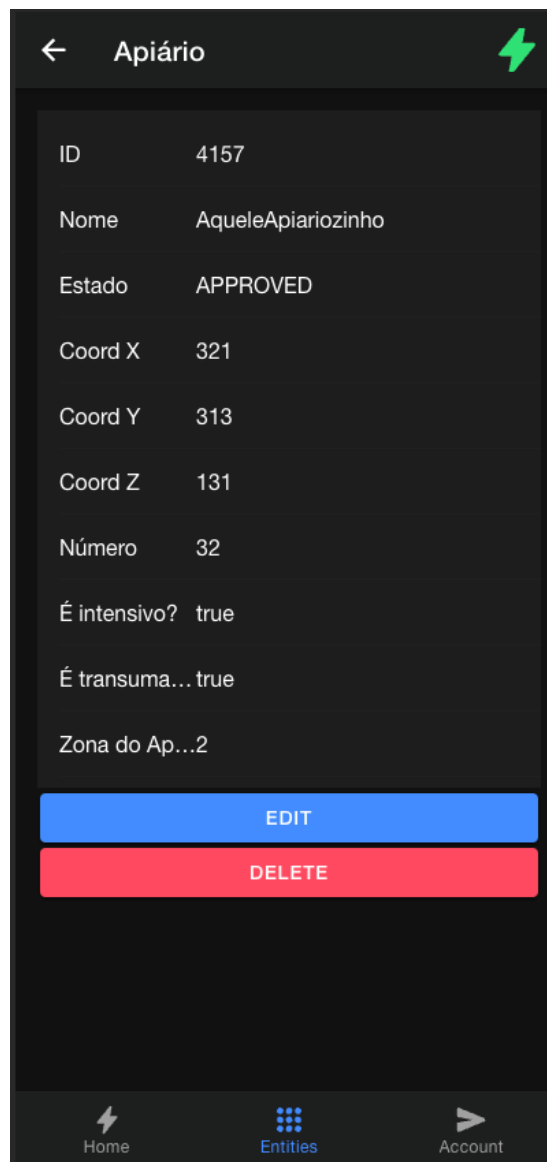 Apiário
ID 4157
Nome AqueleApiariozinho
Estado APPROVED
Coord X 321
Coord Y 313
Coord Z 131
Número 32
É intensivo? true
É transuma... true
Zona do Ap... 2
EDIT
DELETE
Home Entities Account